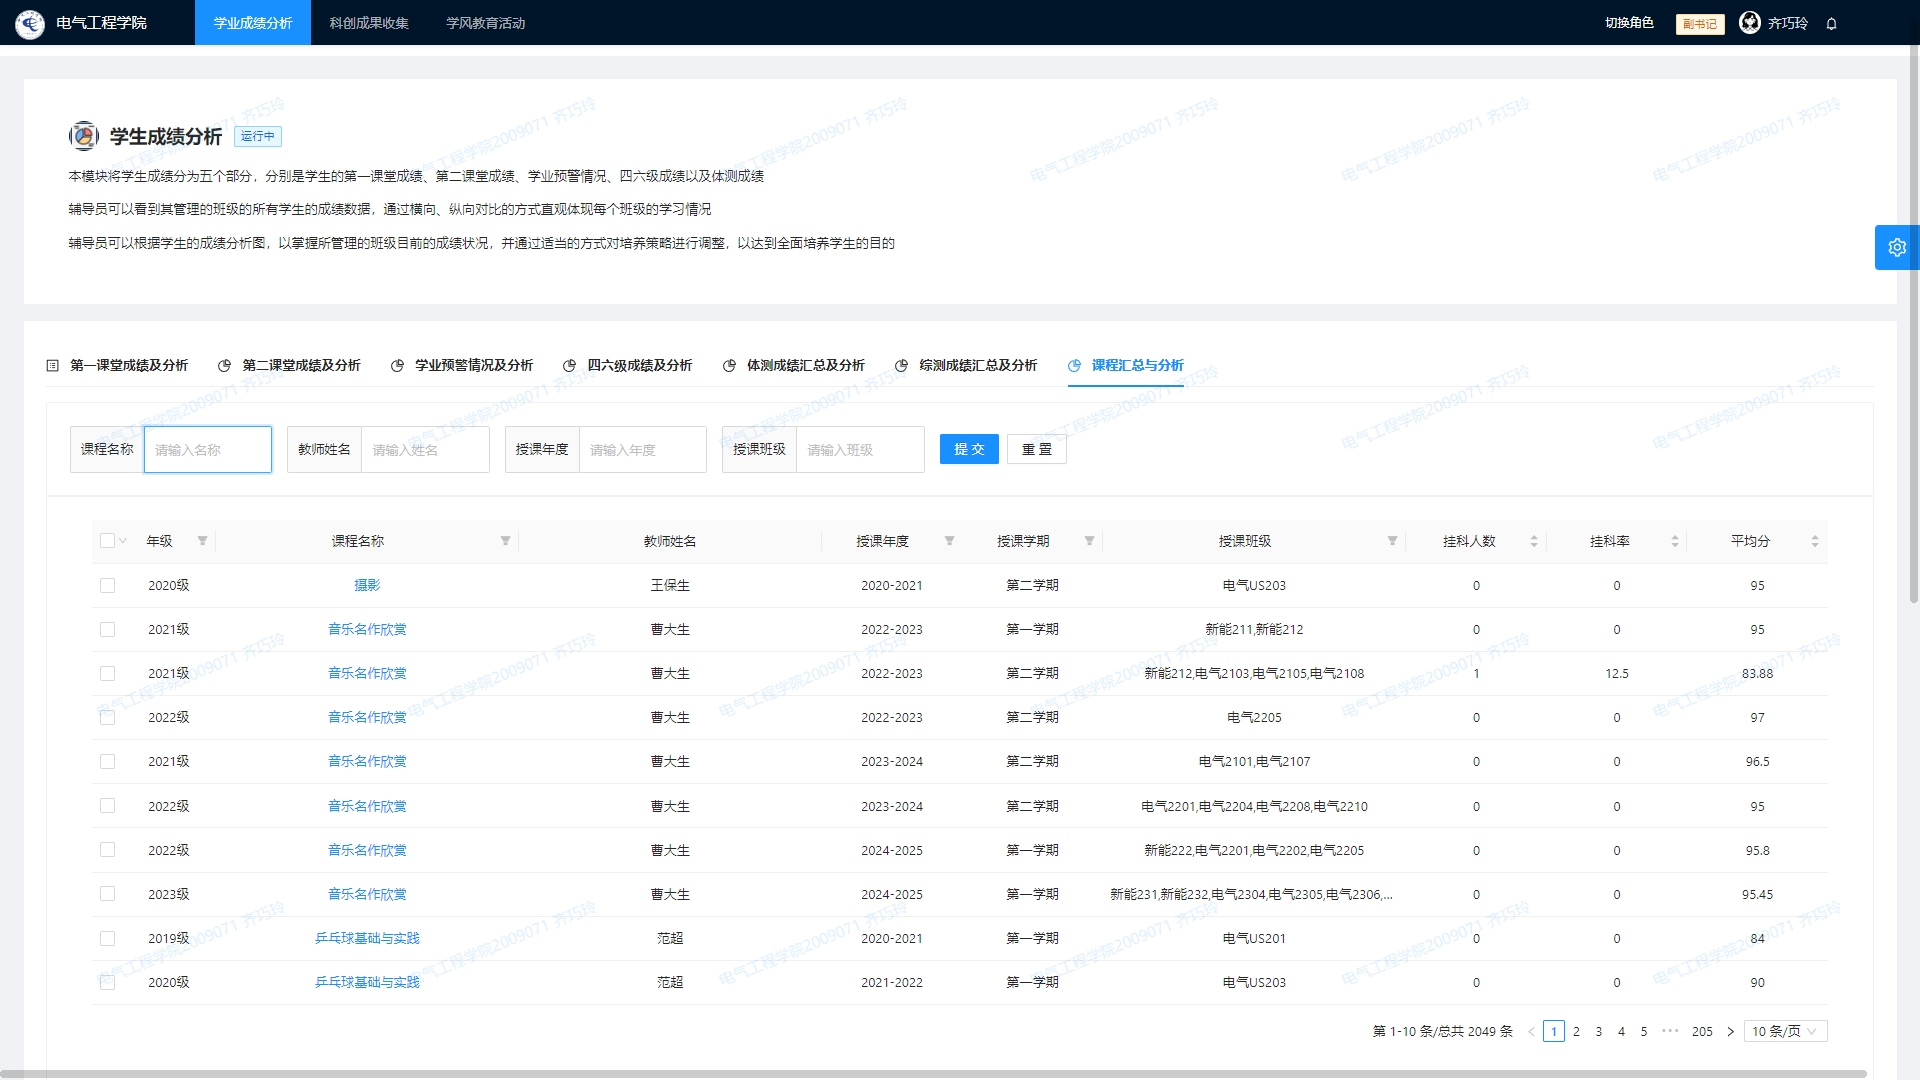 电气工程学院 学业成绩分析 科创成果收集 学风教育活动 切换角色 副书记 齐巧玲
学生成绩分析 运行中
本模块将学生成绩分为五个部分，分别是学生的第一课堂成绩、第二课堂成绩、学业预警情况、四六级成绩以及体测成绩
辅导员可以看到其管理的班级的所有学生的成绩数据，通过横向、纵向对比的方式直观体现每个班级的学习情况
辅导员可以根据学生的成绩分析图，以掌握所管理的班级目前的成绩状况，并通过适当的方式对培养策略进行调整，以达到全面培养学生的目的
第一课堂成绩及分析 第二课堂成绩及分析 学业预警情况及分析 四六级成绩及分析 体测成绩汇总及分析 综测成绩汇总及分析 课程汇总与分析
课程名称 请输入名称 教师姓名 请输入姓名 授课年度 请输入年度 授课班级 请输入班级 提 交 重 置
年级 课程名称 教师姓名 授课年度 授课学期 授课班级 挂科人数 挂科率 平均分
2020级 摄影 王保生 2020-2021 第二学期 电气US203 0 0 95
2021级 音乐名作欣赏 曹大生 2022-2023 第一学期 新能211,新能212 0 0 95
2021级 音乐名作欣赏 曹大生 2022-2023 第二学期 新能212,电气2103,电气2105,电气2108 1 12.5 83.88
2022级 音乐名作欣赏 曹大生 2022-2023 第二学期 电气2205 0 0 97
2021级 音乐名作欣赏 曹大生 2023-2024 第二学期 电气2101,电气2107 0 0 96.5
2022级 音乐名作欣赏 曹大生 2023-2024 第二学期 电气2201,电气2204,电气2208,电气2210 0 0 95
2022级 音乐名作欣赏 曹大生 2024-2025 第一学期 新能222,电气2201,电气2202,电气2205 0 0 95.8
2023级 音乐名作欣赏 曹大生 2024-2025 第一学期 新能231,新能232,电气2304,电气2305,电气2306,... 0 0 95.45
2019级 乒乓球基础与实践 范超 2020-2021 第一学期 电气US201 0 0 84
2020级 乒乓球基础与实践 范超 2021-2022 第一学期 电气US203 0 0 90
第 1-10 条/总共 2049 条 < 1 2 3 4 5 ••• 205 > 10 条/页
电气工程学院2009071 齐巧玲